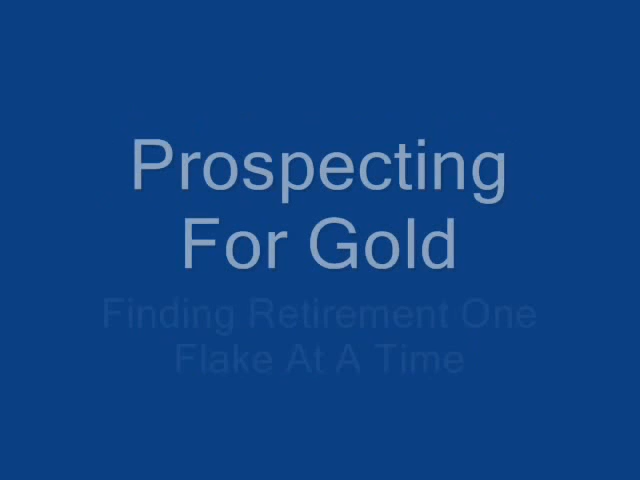 Prospecting
For Gold
Finding Retirement One
Flake At A Time